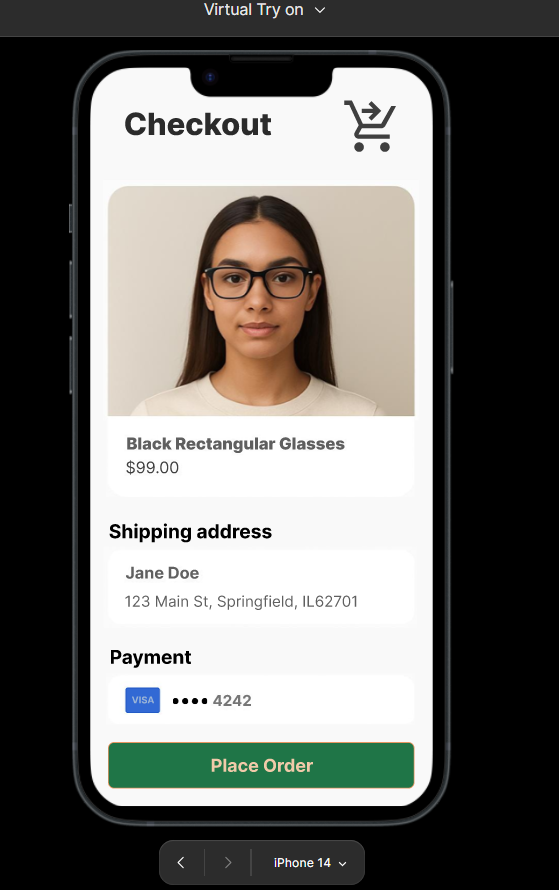 Virtual Try on
Checkout
Black Rectangular Glasses
$99.00
Shipping address
Jane Doe
123 Main St, Springfield, IL62701
Payment
VISA •••• 4242
Place Order
iPhone 14